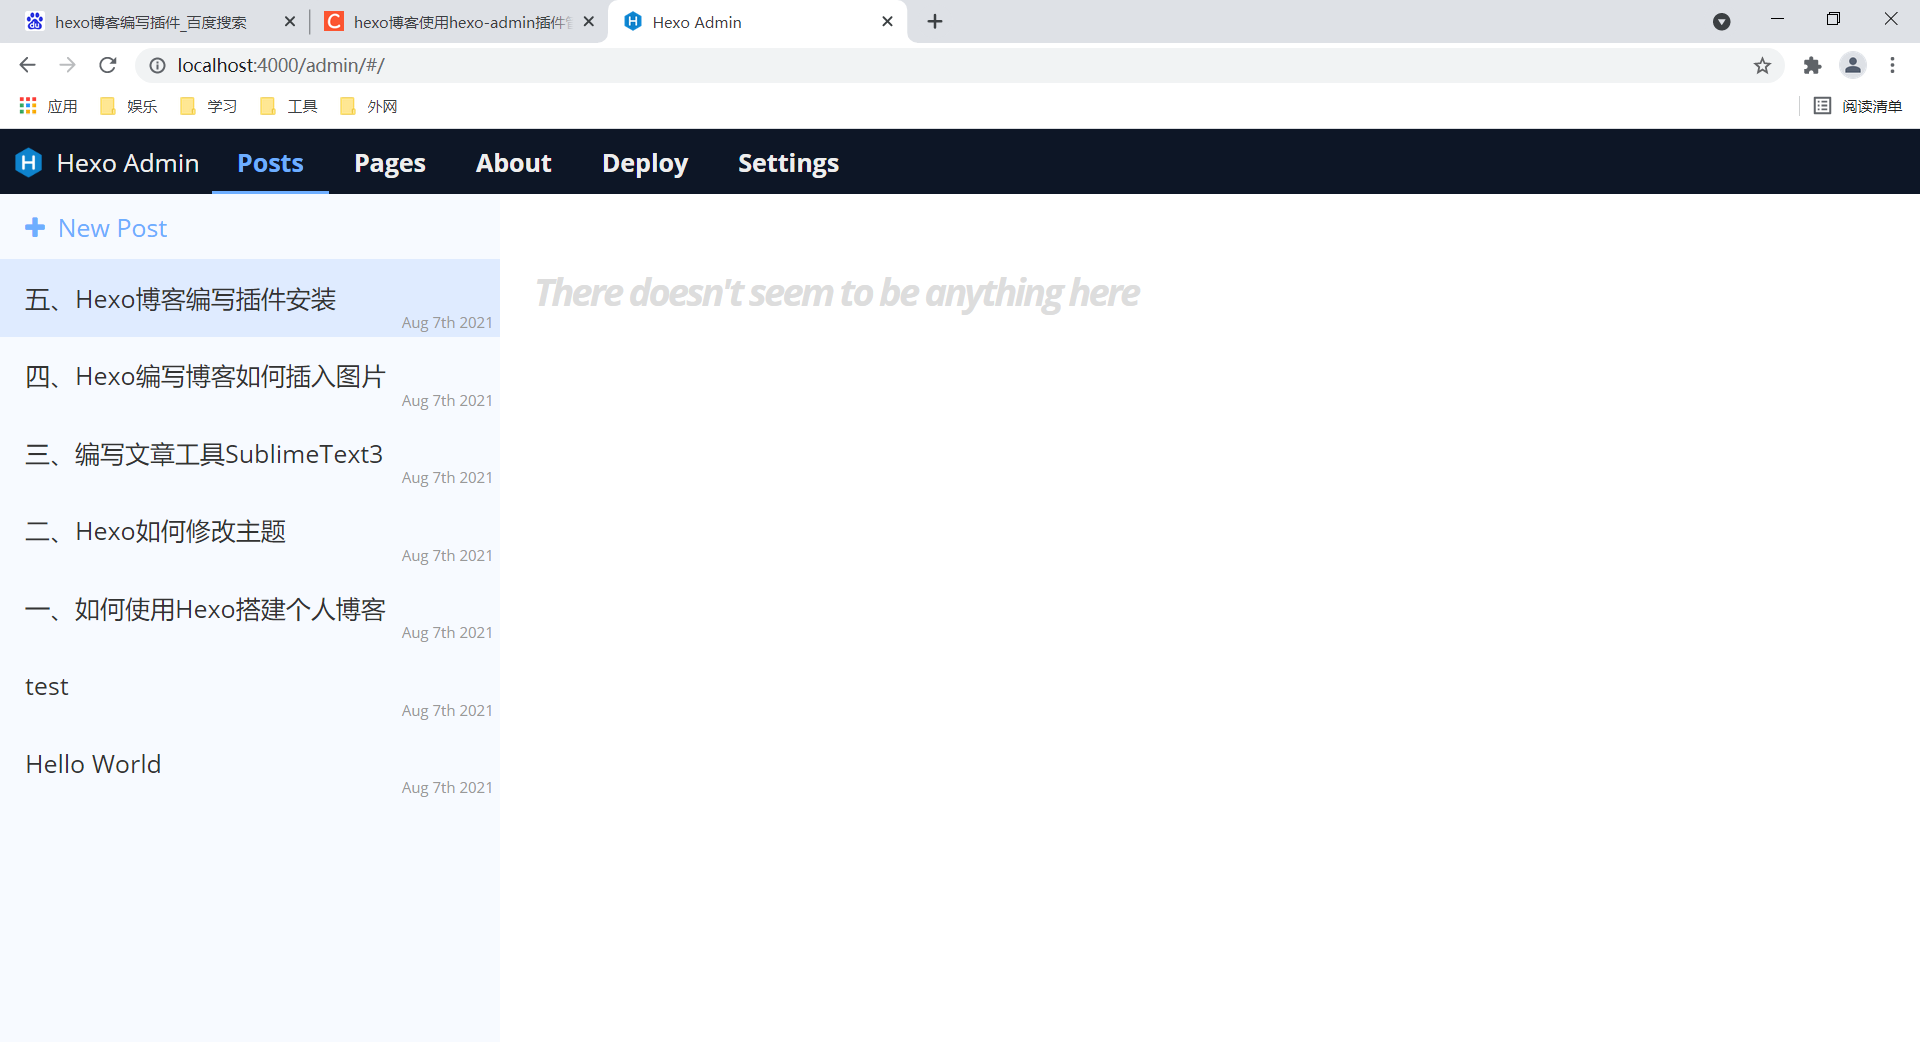 hexo博客编写插件_百度搜索
hexo博客使用hexo-admin插件
Hexo Admin
localhost:4000/admin/#/
应用 娱乐 学习 工具 外网 阅读清单
Hexo Admin Posts Pages About Deploy Settings
New Post
五、Hexo博客编写插件安装
Aug 7th 2021
四、Hexo编写博客如何插入图片
Aug 7th 2021
三、编写文章工具SublimeText3
Aug 7th 2021
二、Hexo如何修改主题
Aug 7th 2021
一、如何使用Hexo搭建个人博客
Aug 7th 2021
test
Aug 7th 2021
Hello World
Aug 7th 2021
There doesn't seem to be anything here